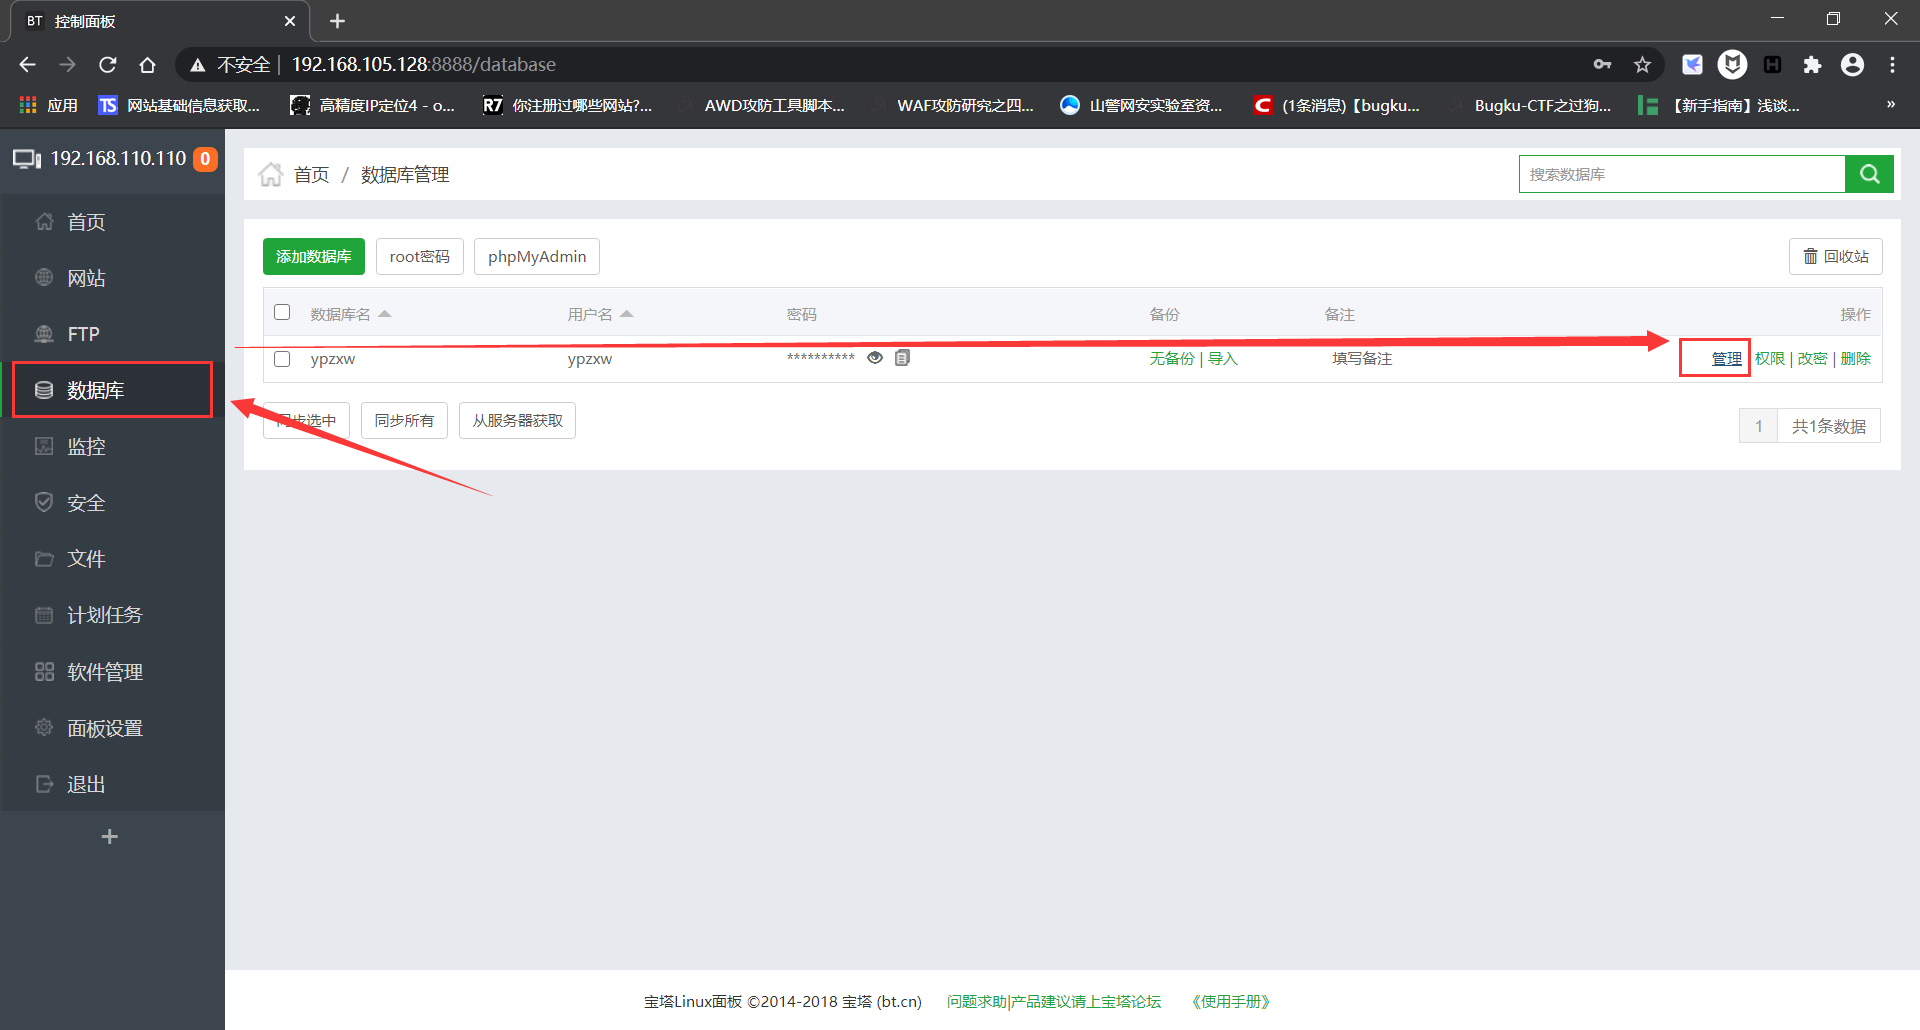 BT 控制面板
不安全 | 192.168.105.128:8888/database
应用 TS 网站基础信息获取... 高精度IP定位4 - o... R7 你注册过哪些网站?... AWD攻防工具脚本... WAF攻防研究之四... 山警网安实验室资... C (1条消息)【bugku... Bugku-CTF之过狗... 【新手指南】浅谈... »
192.168.110.110 0
首页
网站
FTP
数据库
监控
安全
文件
计划任务
软件管理
面板设置
退出
首页 / 数据库管理
搜索数据库
添加数据库 root密码 phpMyAdmin 回收站
数据库名 用户名 密码 备份 备注 操作
ypzxw ypzxw ********** 无备份 | 导入 填写备注 管理 权限 | 改密 | 删除
同步选中 同步所有 从服务器获取
1 共1条数据
宝塔Linux面板 ©2014-2018 宝塔 (bt.cn) 问题求助|产品建议请上宝塔论坛 《使用手册》